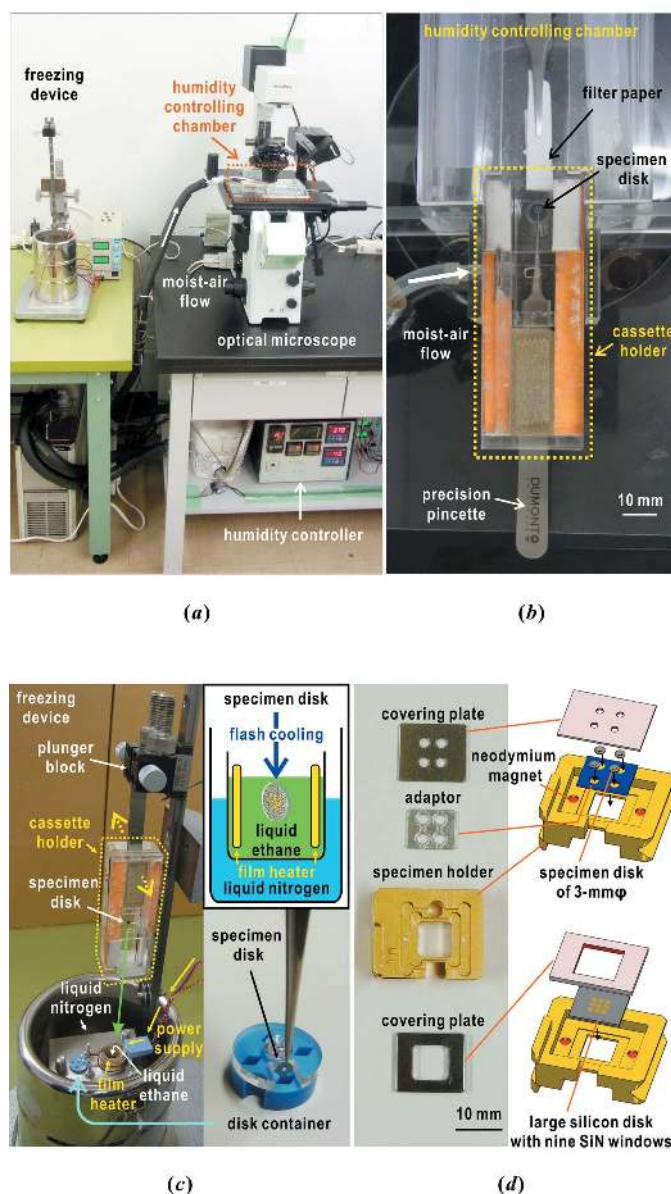 freezing
device
humidity
controlling
chamber
moist-air
flow
optical microscope
humidity controller
(a)
humidity controlling chamber
filter paper
specimen
disk
moist-air
flow
cassette
holder
precision
pincette
DUMONT
10 mm
(b)
freezing
device
plunger
block
cassette
holder
specimen
disk
liquid
nitrogen
power
supply
film
heater
liquid
ethane
disk container
specimen disk
flash cooling
liquid
ethane
film heater
liquid nitrogen
specimen
disk
(c)
covering plate
neodymium
magnet
adaptor
specimen holder
specimen disk
of 3-mmφ
covering plate
10 mm
large silicon disk
with nine SiN windows
(d)